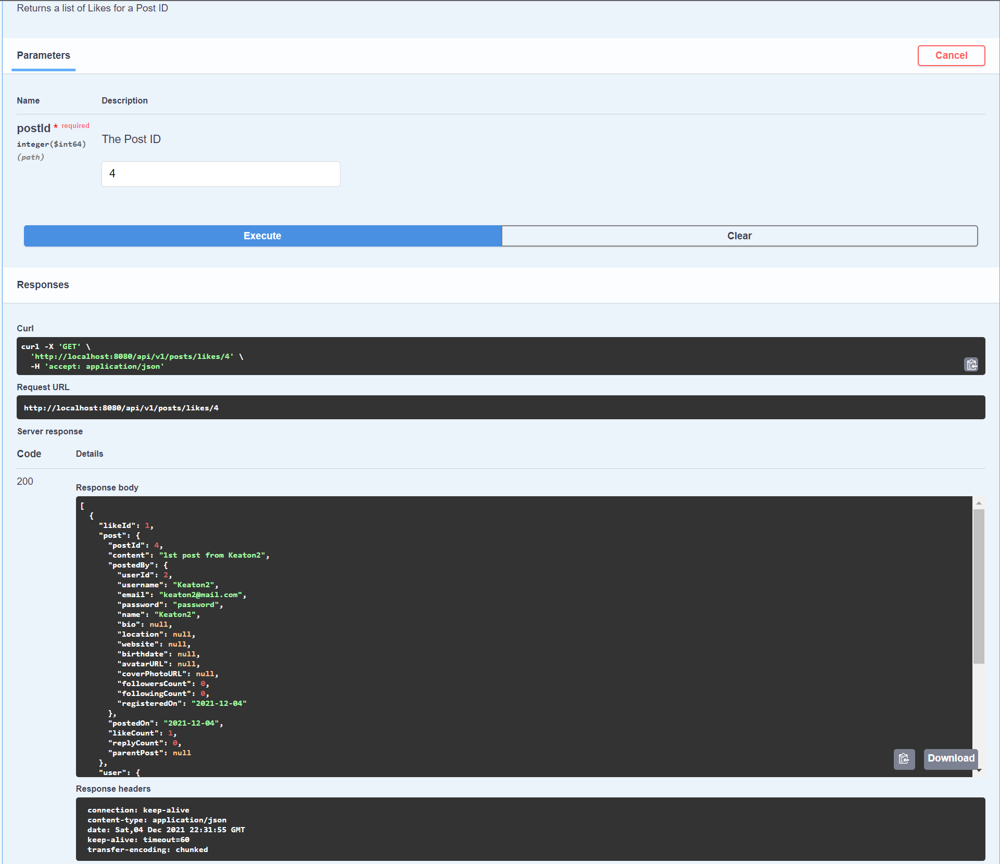 Returns a list of Likes for a Post ID
Parameters
Cancel
Name Description
postId * required
integer($int64)
(path)
The Post ID
4
Execute Clear
Responses
Curl
curl -X 'GET' \
  'http://localhost:8080/api/v1/posts/likes/4' \
  -H 'accept: application/json'
Request URL
http://localhost:8080/api/v1/posts/likes/4
Server response
Code Details
200
Response body
[
  {
    "likeId": 1,
    "post": {
      "postId": 4,
      "content": "1st post from Keaton2",
      "postedBy": {
        "userId": 2,
        "username": "Keaton2",
        "email": "keaton2@mail.com",
        "password": "password",
        "name": "Keaton2",
        "bio": null,
        "location": null,
        "website": null,
        "birthdate": null,
        "avatarURL": null,
        "coverPhotoURL": null,
        "followersCount": 0,
        "followingCount": 0,
        "registeredOn": "2021-12-04"
      },
      "postedOn": "2021-12-04",
      "likeCount": 1,
      "replyCount": 0,
      "parentPost": null
    },
    "user": {
Download
Response headers
connection: keep-alive
content-type: application/json
date: Sat,04 Dec 2021 22:31:55 GMT
keep-alive: timeout=60
transfer-encoding: chunked